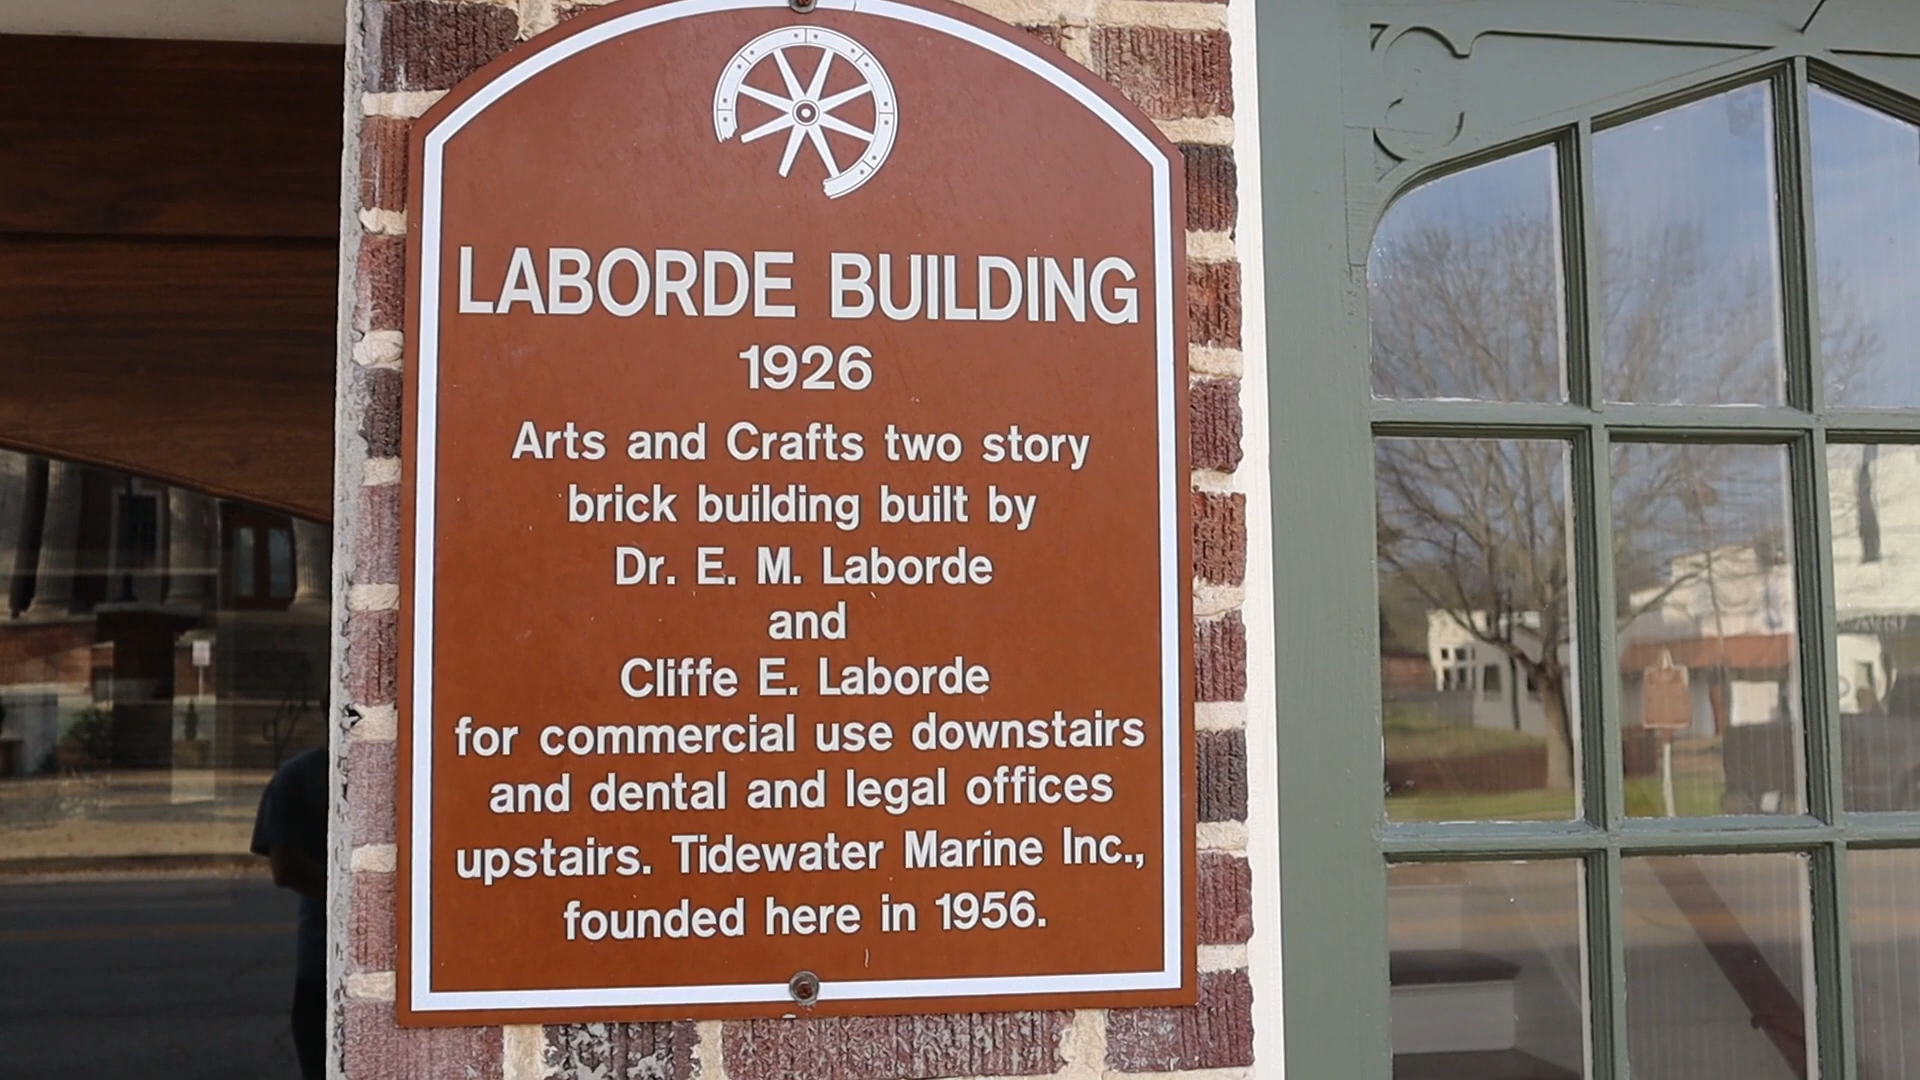 LABORDE BUILDING
1926
Arts and Crafts two story
brick building built by
Dr. E. M. Laborde
and
Cliffe E. Laborde
for commercial use downstairs
and dental and legal offices
upstairs. Tidewater Marine Inc.,
founded here in 1956.